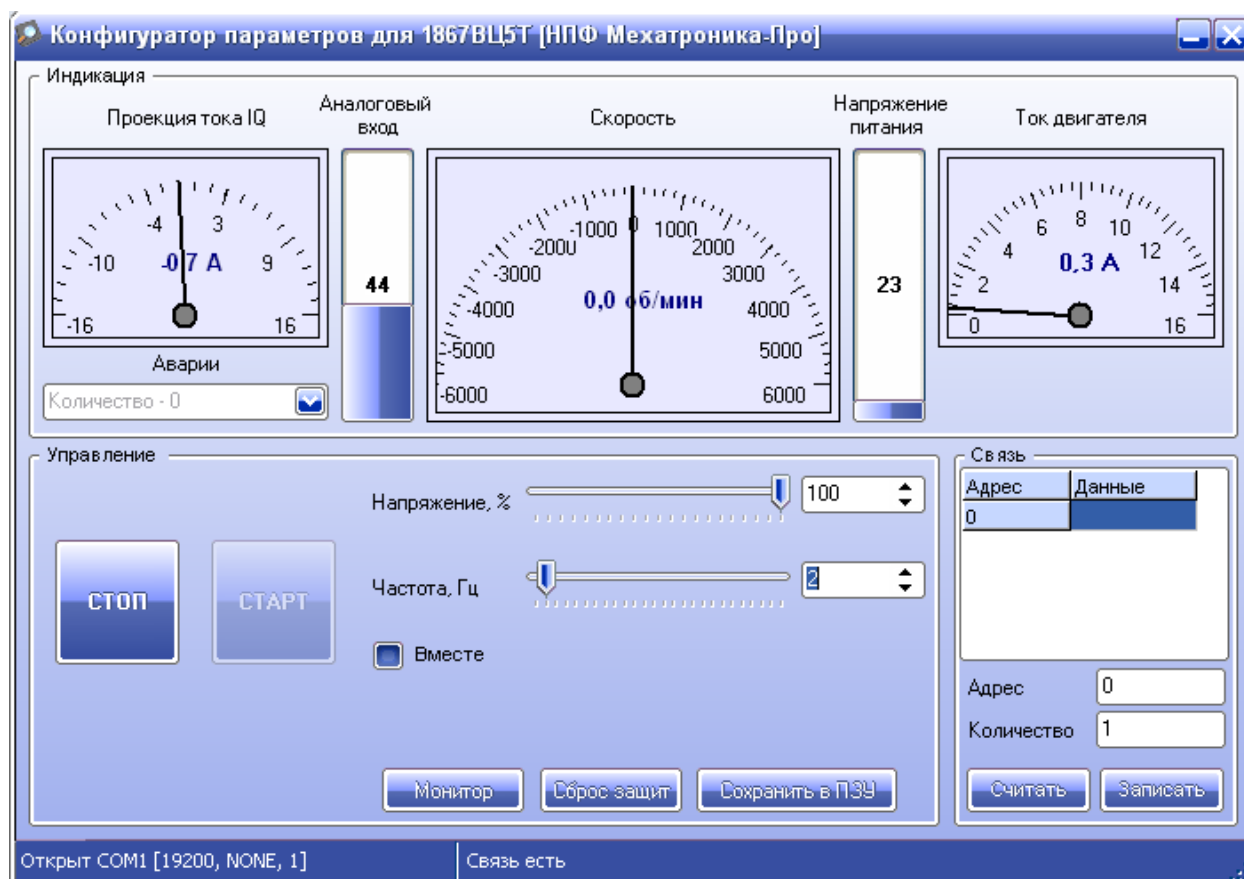 Конфигуратор параметров для 1867ВЦ5Т [НПФ Мехатроника-Про]
Индикация
Проекция тока IQ
Аналоговый
вход
Скорость
Напряжение
питания
Ток двигателя
-16
-10
-4
3
9
16
-0,7 А
44
-6000
-5000
-4000
-3000
-2000
-1000
0
1000
2000
3000
4000
5000
6000
0,0 об/мин
23
0
2
4
6
8
10
12
14
16
0,3 А
Аварии
Количество - 0
Управление
Напряжение, %
100
СТОП
СТАРТ
Частота, Гц
2
Вместе
Монитор
Сброс защит
Сохранить в ПЗУ
Связь
Адрес
Данные
0
Адрес
0
Количество
1
Считать
Записать
Открыт COM1 [19200, NONE, 1]
Связь есть